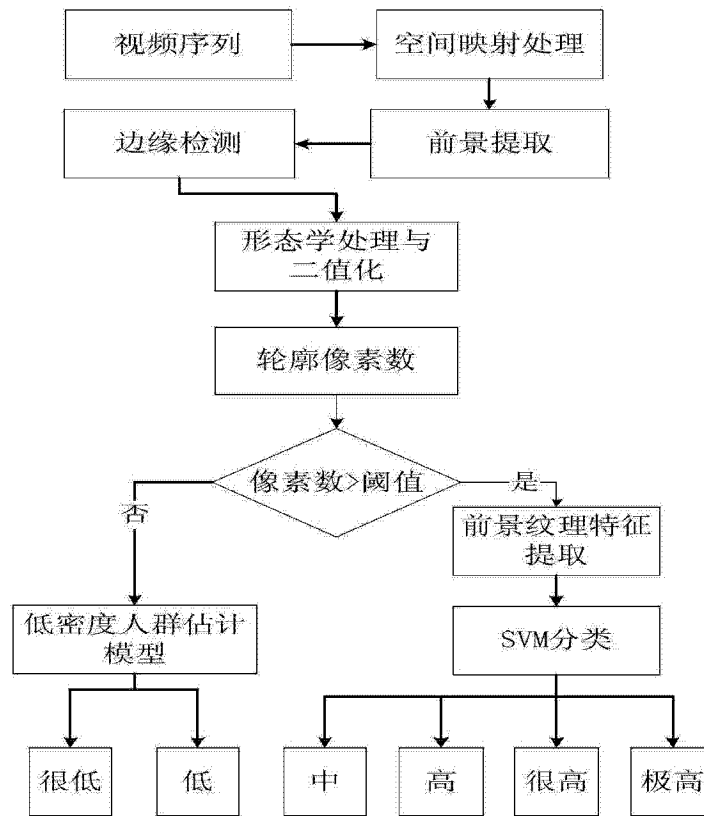 视频序列
空间映射处理
边缘检测
前景提取
形态学处理与
二值化
轮廓像素数
像素数>阈值
是
否
前景纹理特征
提取
低密度人群估计
模型
SVM分类
很低
低
中
高
很高
极高